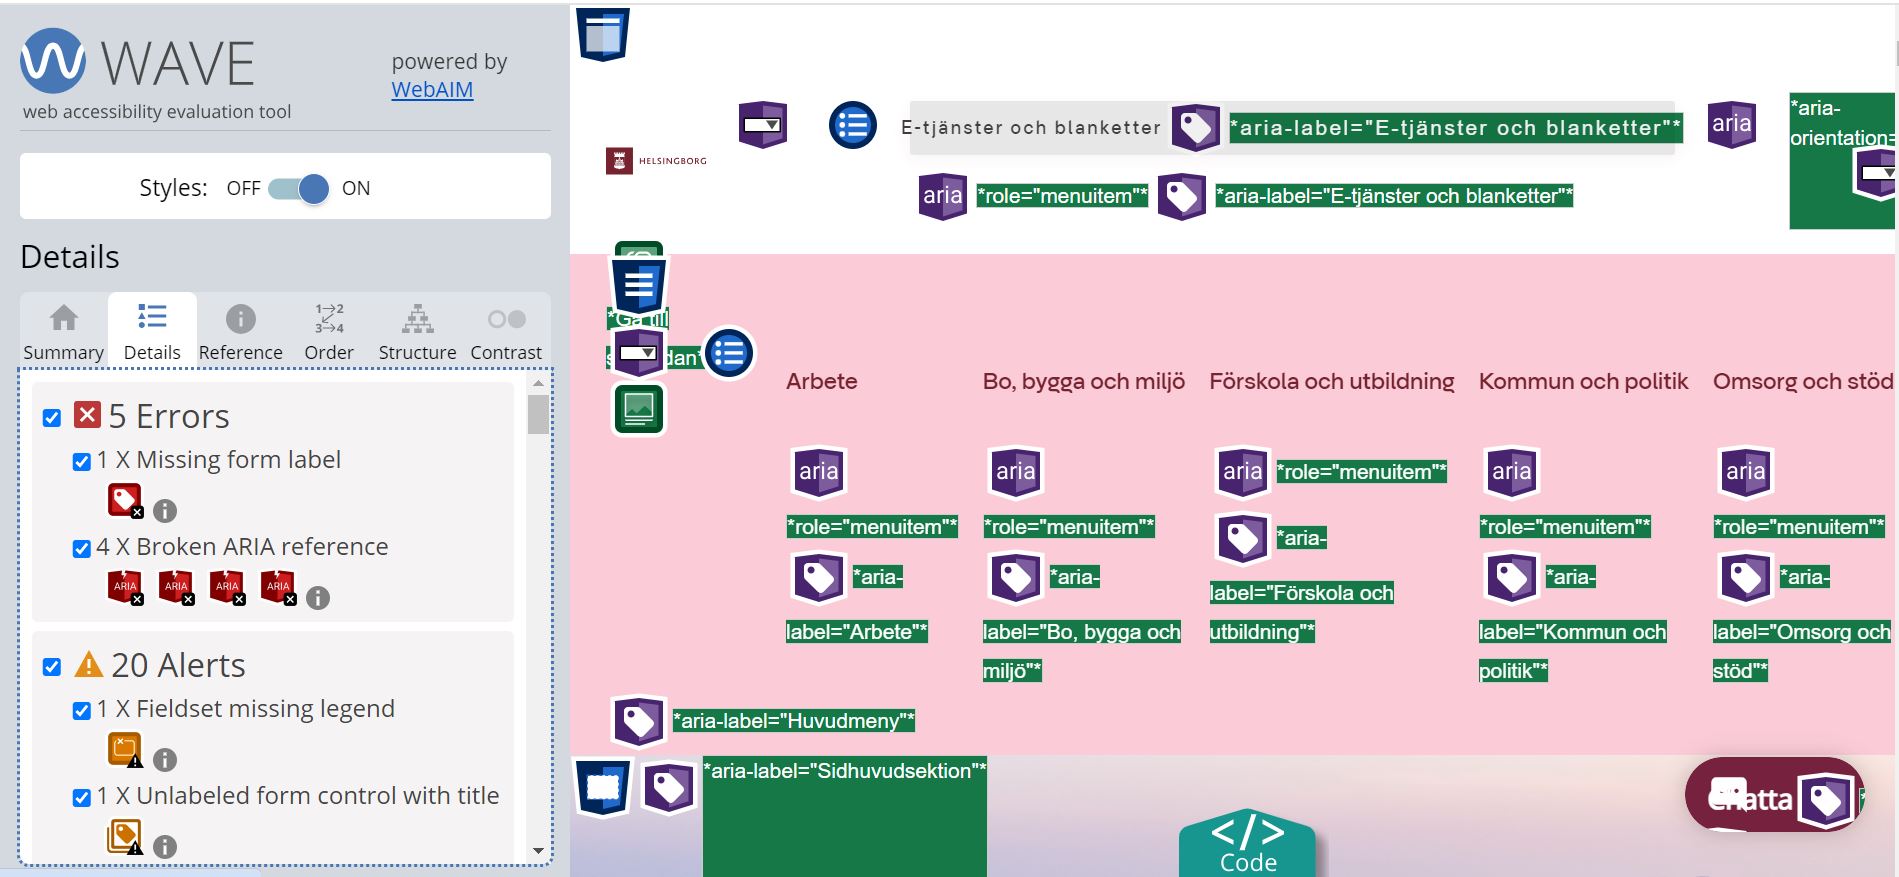 WAVE
web accessibility evaluation tool
powered by
WebAIM
Styles: OFF ON
Details
Summary Details Reference Order Structure Contrast
5 Errors
1 X Missing form label
4 X Broken ARIA reference
ARIA ARIA ARIA ARIA
20 Alerts
1 X Fieldset missing legend
1 X Unlabeled form control with title
E-tjänster och blanketter *aria-label="E-tjänster och blanketter"* aria
*aria-
orientation=
HELSINGBORG
aria *role="menuitem"* *aria-label="E-tjänster och blanketter"*
Arbete Bo, bygga och miljö Förskola och utbildning Kommun och politik Omsorg och stöd
aria aria aria *role="menuitem"* aria aria
*role="menuitem"* *role="menuitem"* *role="menuitem"* *role="menuitem"*
*aria- *aria- *aria- *aria- *aria-
label="Arbete"* label="Bo, bygga och label="Förskola och label="Kommun och label="Omsorg och
miljö"* utbildning"* politik"* stöd"*
*aria-label="Huvudmeny"*
*aria-label="Sidhuvudsektion"*
Chatta
</> Code